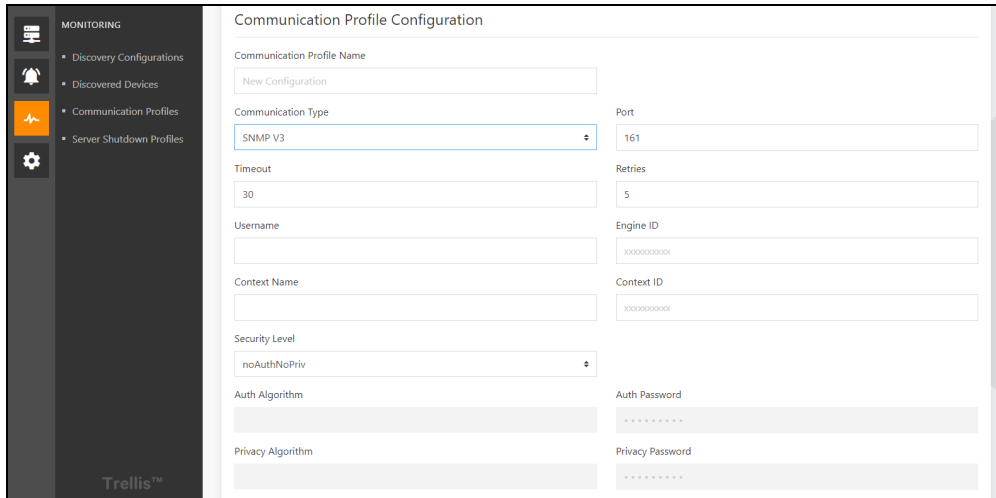 MONITORING
▪ Discovery Configurations
▪ Discovered Devices
▪ Communication Profiles
▪ Server Shutdown Profiles
Trellis™
Communication Profile Configuration
Communication Profile Name
New Configuration
Communication Type Port
SNMP V3 161
Timeout Retries
30 5
Username Engine ID
xxxxxxxxxx
Context Name Context ID
xxxxxxxxxx
Security Level
noAuthNoPriv
Auth Algorithm Auth Password
•••••••••
Privacy Algorithm Privacy Password
•••••••••